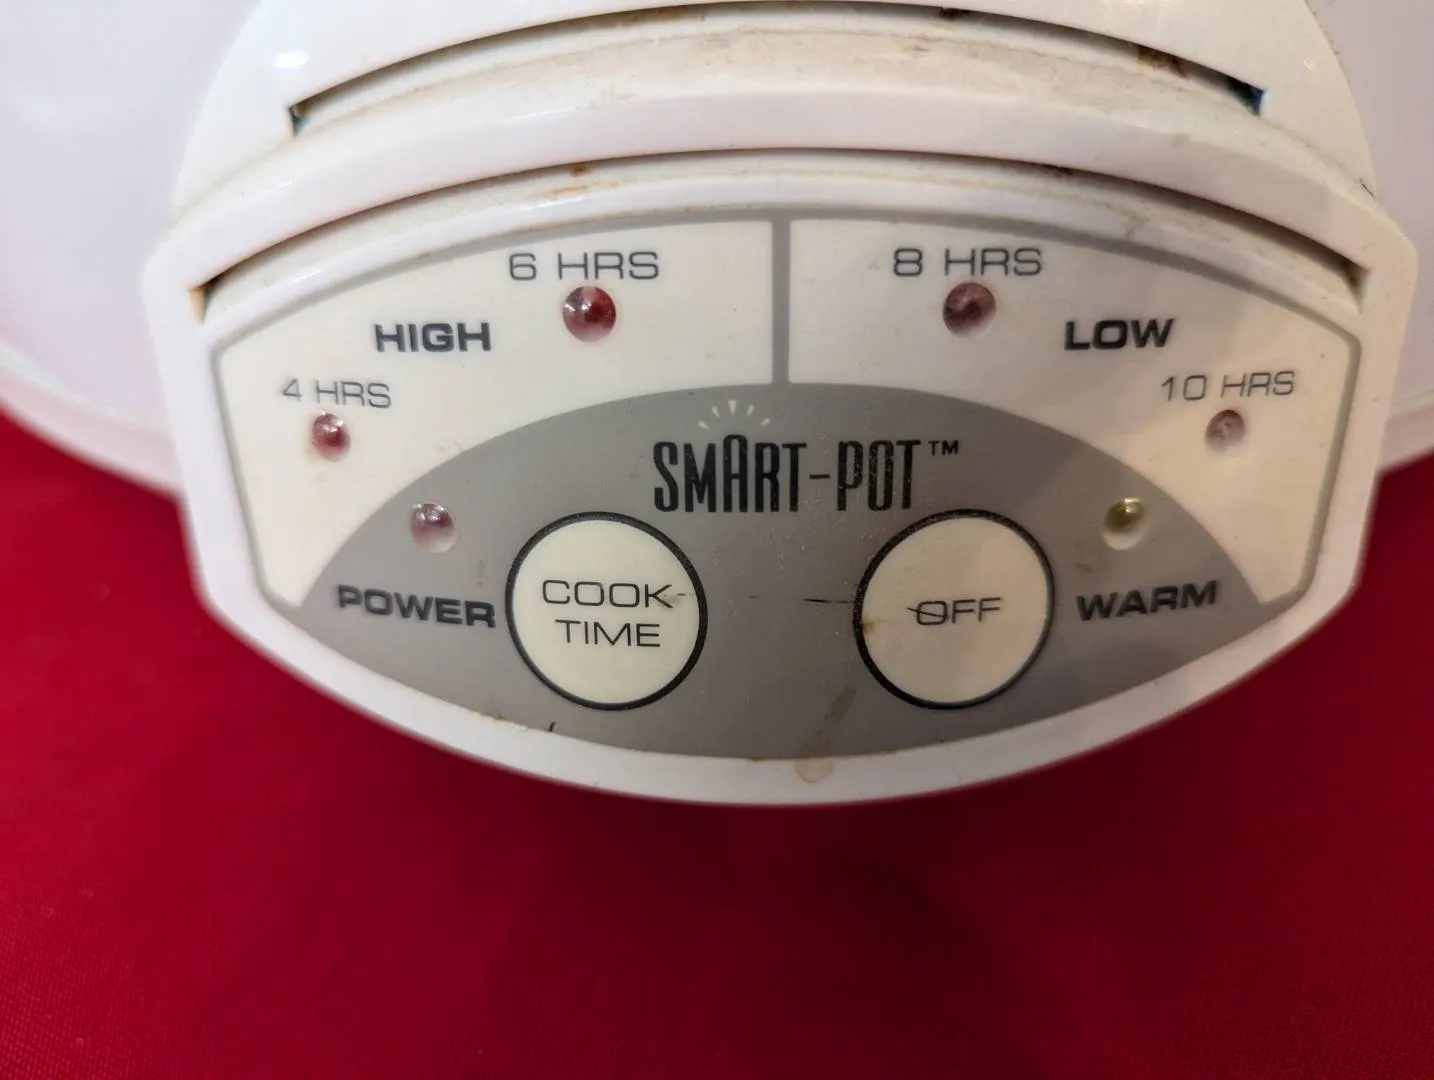 6 HRS
8 HRS
HIGH
LOW
4 HRS
10 HRS
SMART-POT™
POWER
COOK
TIME
OFF
WARM